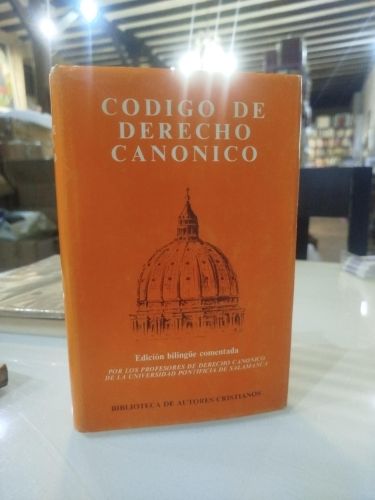 CODIGO DE
DERECHO
CANONICO
Edición bilingüe comentada
POR LOS PROFESORES DE DERECHO CANONICO
DE LA UNIVERSIDAD PONTIFICIA DE SALAMANCA
BIBLIOTECA DE AUTORES CRISTIANOS